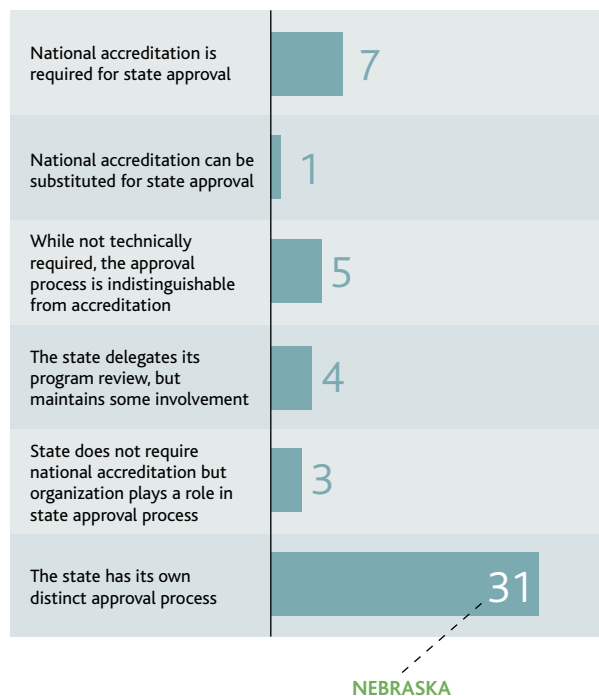 National accreditation is
required for state approval
7
National accreditation can be
substituted for state approval
1
While not technically
required, the approval
process is indistinguishable
from accreditation
5
The state delegates its
program review, but
maintains some involvement
4
State does not require
national accreditation but
organization plays a role in
state approval process
3
The state has its own
distinct approval process
31
NEBRASKA